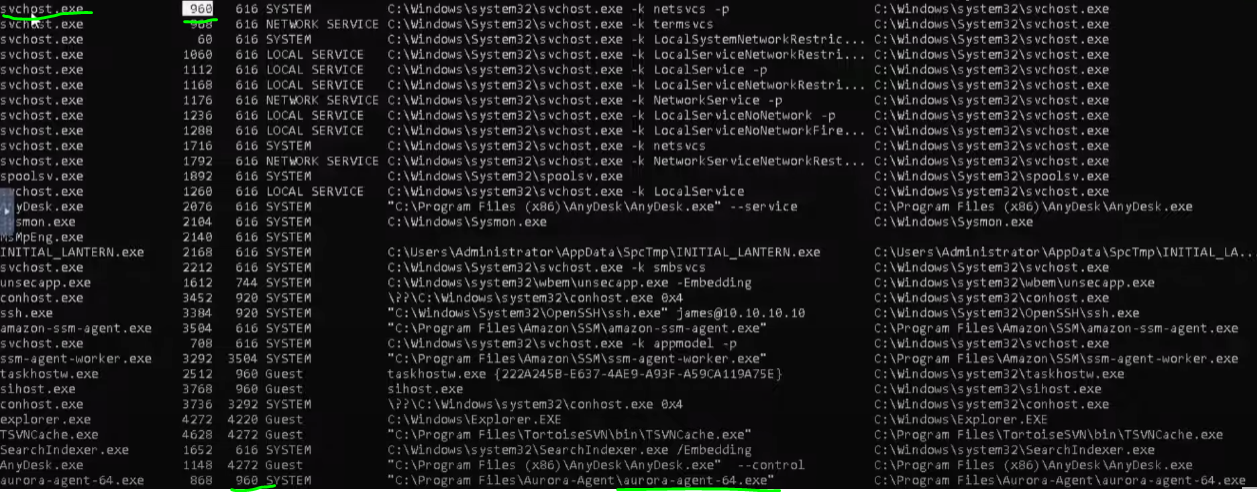 svchost.exe 960 616 SYSTEM C:\Windows\system32\svchost.exe -k netsvcs -p C:\Windows\system32\svchost.exe
svchost.exe 968 616 NETWORK SERVICE C:\Windows\System32\svchost.exe -k termsvcs C:\Windows\System32\svchost.exe
svchost.exe 60 616 SYSTEM C:\Windows\System32\svchost.exe -k LocalSystemNetworkRestric... C:\Windows\System32\svchost.exe
svchost.exe 1060 616 LOCAL SERVICE C:\Windows\System32\svchost.exe -k LocalServiceNetworkRestri... C:\Windows\System32\svchost.exe
svchost.exe 1112 616 LOCAL SERVICE C:\Windows\system32\svchost.exe -k LocalService -p C:\Windows\system32\svchost.exe
svchost.exe 1168 616 LOCAL SERVICE C:\Windows\system32\svchost.exe -k LocalServiceNetworkRestri... C:\Windows\system32\svchost.exe
svchost.exe 1176 616 NETWORK SERVICE C:\Windows\system32\svchost.exe -k NetworkService -p C:\Windows\system32\svchost.exe
svchost.exe 1236 616 LOCAL SERVICE C:\Windows\system32\svchost.exe -k LocalServiceNoNetwork -p C:\Windows\system32\svchost.exe
svchost.exe 1288 616 LOCAL SERVICE C:\Windows\system32\svchost.exe -k LocalServiceNoNetworkFire... C:\Windows\system32\svchost.exe
svchost.exe 1716 616 SYSTEM C:\Windows\system32\svchost.exe -k netsvcs C:\Windows\system32\svchost.exe
svchost.exe 1792 616 NETWORK SERVICE C:\Windows\system32\svchost.exe -k NetworkServiceNetworkRest... C:\Windows\system32\svchost.exe
spoolsv.exe 1892 616 SYSTEM C:\Windows\System32\spoolsv.exe C:\Windows\System32\spoolsv.exe
vchost.exe 1260 616 LOCAL SERVICE C:\Windows\system32\svchost.exe -k LocalService C:\Windows\system32\svchost.exe
yDesk.exe 2076 616 SYSTEM "C:\Program Files (x86)\AnyDesk\AnyDesk.exe" --service C:\Program Files (x86)\AnyDesk\AnyDesk.exe
smon.exe 2104 616 SYSTEM C:\Windows\Sysmon.exe C:\Windows\Sysmon.exe
MsMpEng.exe 2140 616 SYSTEM
INITIAL_LANTERN.exe 2168 616 SYSTEM C:\Users\Administrator\AppData\SpcTmp\INITIAL_LANTERN.exe C:\Users\Administrator\AppData\SpcTmp\INITIAL_LA...
svchost.exe 2212 616 SYSTEM C:\Windows\System32\svchost.exe -k smbsvcs C:\Windows\System32\svchost.exe
unsecapp.exe 1612 744 SYSTEM C:\Windows\system32\wbem\unsecapp.exe -Embedding C:\Windows\system32\wbem\unsecapp.exe
conhost.exe 3452 920 SYSTEM \??\C:\Windows\system32\conhost.exe 0x4 C:\Windows\system32\conhost.exe
ssh.exe 3384 920 SYSTEM "C:\Windows\System32\OpenSSH\ssh.exe" james@10.10.10.10 C:\Windows\System32\OpenSSH\ssh.exe
amazon-ssm-agent.exe 3504 616 SYSTEM "C:\Program Files\Amazon\SSM\amazon-ssm-agent.exe" C:\Program Files\Amazon\SSM\amazon-ssm-agent.exe
svchost.exe 708 616 SYSTEM C:\Windows\system32\svchost.exe -k appmodel -p C:\Windows\system32\svchost.exe
ssm-agent-worker.exe 3292 3504 SYSTEM "C:\Program Files\Amazon\SSM\ssm-agent-worker.exe" C:\Program Files\Amazon\SSM\ssm-agent-worker.exe
taskhostw.exe 2512 960 Guest taskhostw.exe {222A245B-E637-4AE9-A93F-A59CA119A75E} C:\Windows\system32\taskhostw.exe
sihost.exe 3768 960 Guest sihost.exe C:\Windows\system32\sihost.exe
conhost.exe 3736 3292 SYSTEM \??\C:\Windows\system32\conhost.exe 0x4 C:\Windows\system32\conhost.exe
explorer.exe 4272 4220 Guest C:\Windows\Explorer.EXE C:\Windows\Explorer.EXE
TSVNCache.exe 4628 4272 Guest "C:\Program Files\TortoiseSVN\bin\TSVNCache.exe" C:\Program Files\TortoiseSVN\bin\TSVNCache.exe
SearchIndexer.exe 1652 616 SYSTEM C:\Windows\system32\SearchIndexer.exe /Embedding C:\Windows\system32\SearchIndexer.exe
AnyDesk.exe 1148 4272 Guest "C:\Program Files (x86)\AnyDesk\AnyDesk.exe" --control C:\Program Files (x86)\AnyDesk\AnyDesk.exe
aurora-agent-64.exe 868 960 SYSTEM "C:\Program Files\Aurora-Agent\aurora-agent-64.exe" C:\Program Files\Aurora-Agent\aurora-agent-64.exe